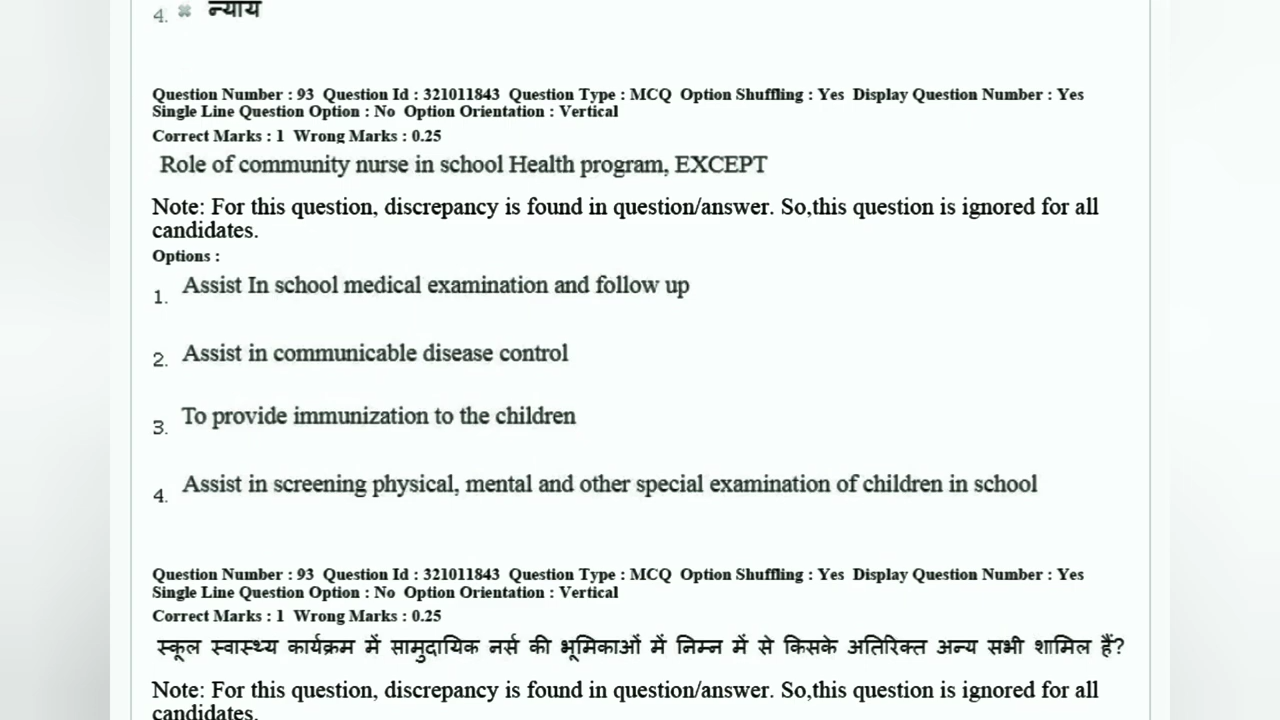 4. न्याय
Question Number : 93 Question Id : 321011843 Question Type : MCQ Option Shuffling : Yes Display Question Number : Yes
Single Line Question Option : No Option Orientation : Vertical
Correct Marks : 1 Wrong Marks : 0.25
Role of community nurse in school Health program, EXCEPT
Note: For this question, discrepancy is found in question/answer. So,this question is ignored for all
candidates.
Options :
1. Assist In school medical examination and follow up
2. Assist in communicable disease control
3. To provide immunization to the children
4. Assist in screening physical, mental and other special examination of children in school
Question Number : 93 Question Id : 321011843 Question Type : MCQ Option Shuffling : Yes Display Question Number : Yes
Single Line Question Option : No Option Orientation : Vertical
Correct Marks : 1 Wrong Marks : 0.25
स्कूल स्वास्थ्य कार्यक्रम में सामुदायिक नर्स की भूमिकाओं में निम्न में से किसके अतिरिक्त अन्य सभी शामिल हैं?
Note: For this question, discrepancy is found in question/answer. So,this question is ignored for all
candidates.